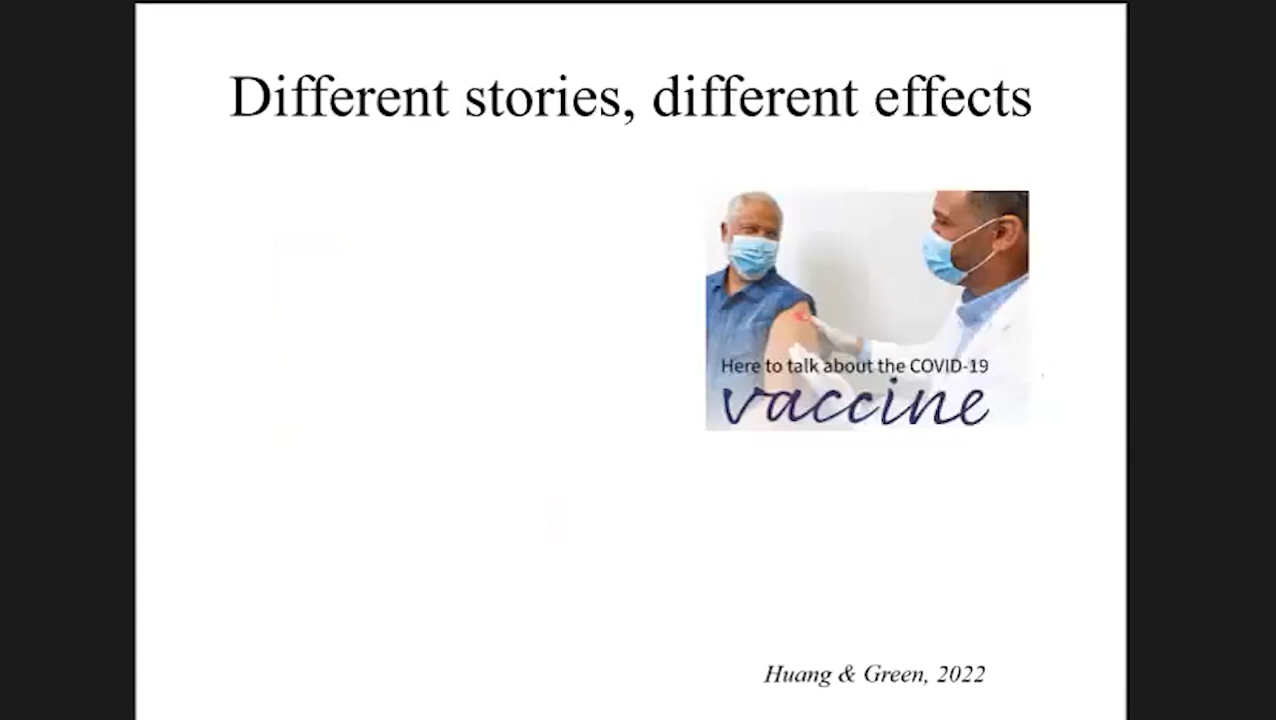 Different stories, different effects
Here to talk about the COVID-19
vaccine
Huang & Green, 2022